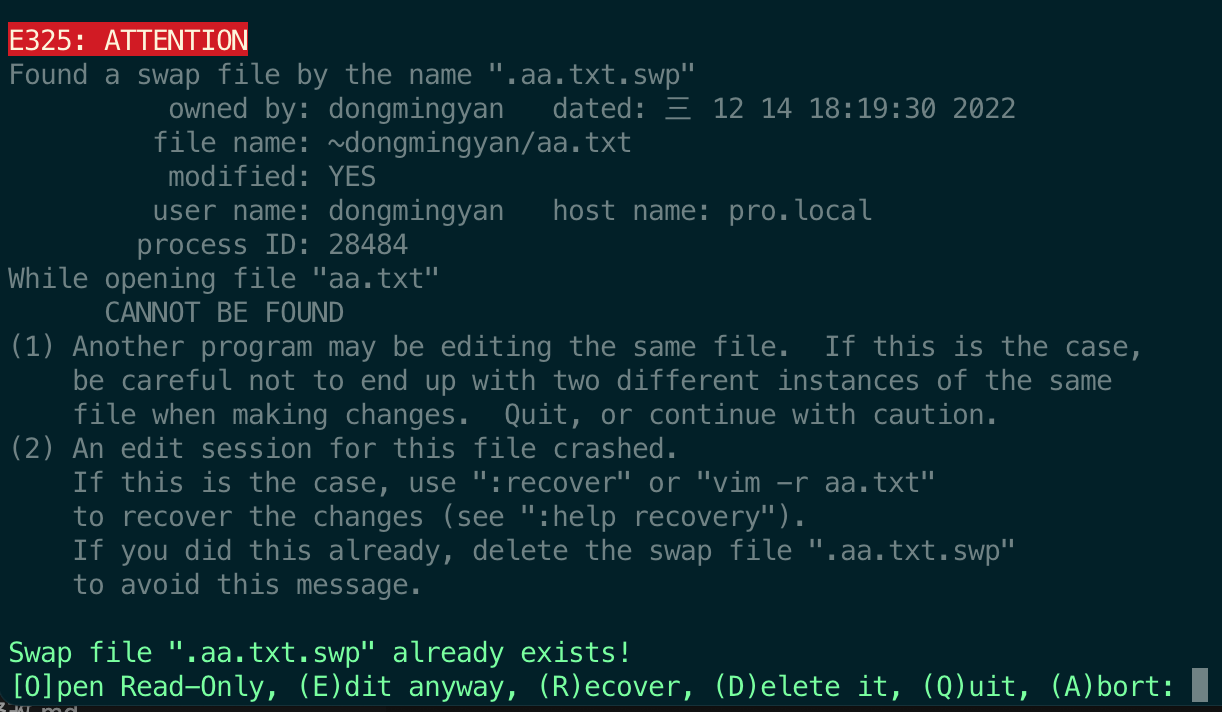 E325: ATTENTION
Found a swap file by the name ".aa.txt.swp"
          owned by: dongmingyan   dated: 三 12 14 18:19:30 2022
         file name: ~dongmingyan/aa.txt
          modified: YES
         user name: dongmingyan   host name: pro.local
        process ID: 28484
While opening file "aa.txt"
      CANNOT BE FOUND
(1) Another program may be editing the same file.  If this is the case,
    be careful not to end up with two different instances of the same
    file when making changes.  Quit, or continue with caution.
(2) An edit session for this file crashed.
    If this is the case, use ":recover" or "vim -r aa.txt"
    to recover the changes (see ":help recovery").
    If you did this already, delete the swap file ".aa.txt.swp"
    to avoid this message.
Swap file ".aa.txt.swp" already exists!
[O]pen Read-Only, (E)dit anyway, (R)ecover, (D)elete it, (Q)uit, (A)bort: